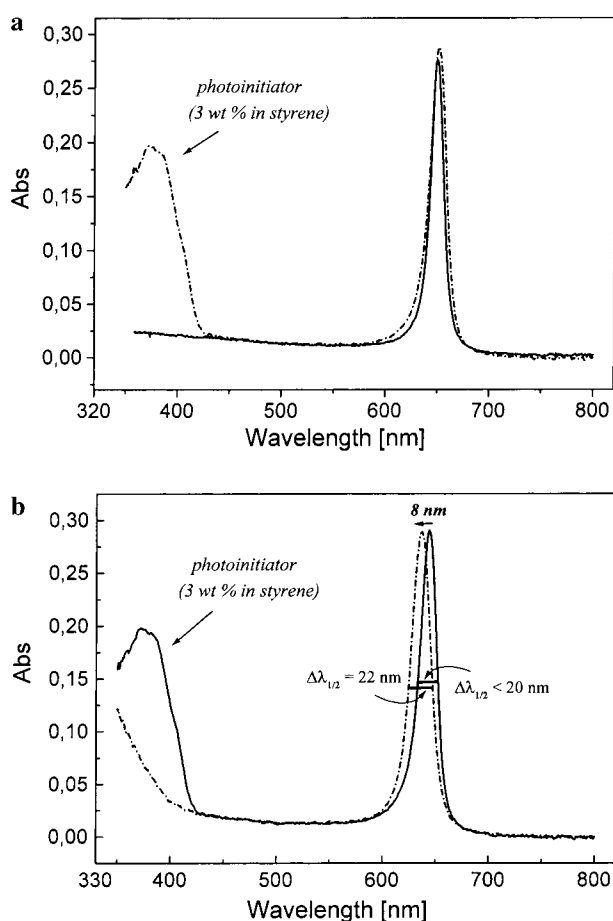 a
0,30
0,25
0,20
0,15
0,10
0,05
0,00
Abs
photoinitiator
(3 wt % in styrene)
320 400 500 600 700 800
Wavelength [nm]
b
8 nm
0,30
0,25
0,20
0,15
0,10
0,05
0,00
Abs
photoinitiator
(3 wt % in styrene)
Δλ1/2 = 22 nm
Δλ1/2 < 20 nm
330 400 500 600 700 800
Wavelength [nm]